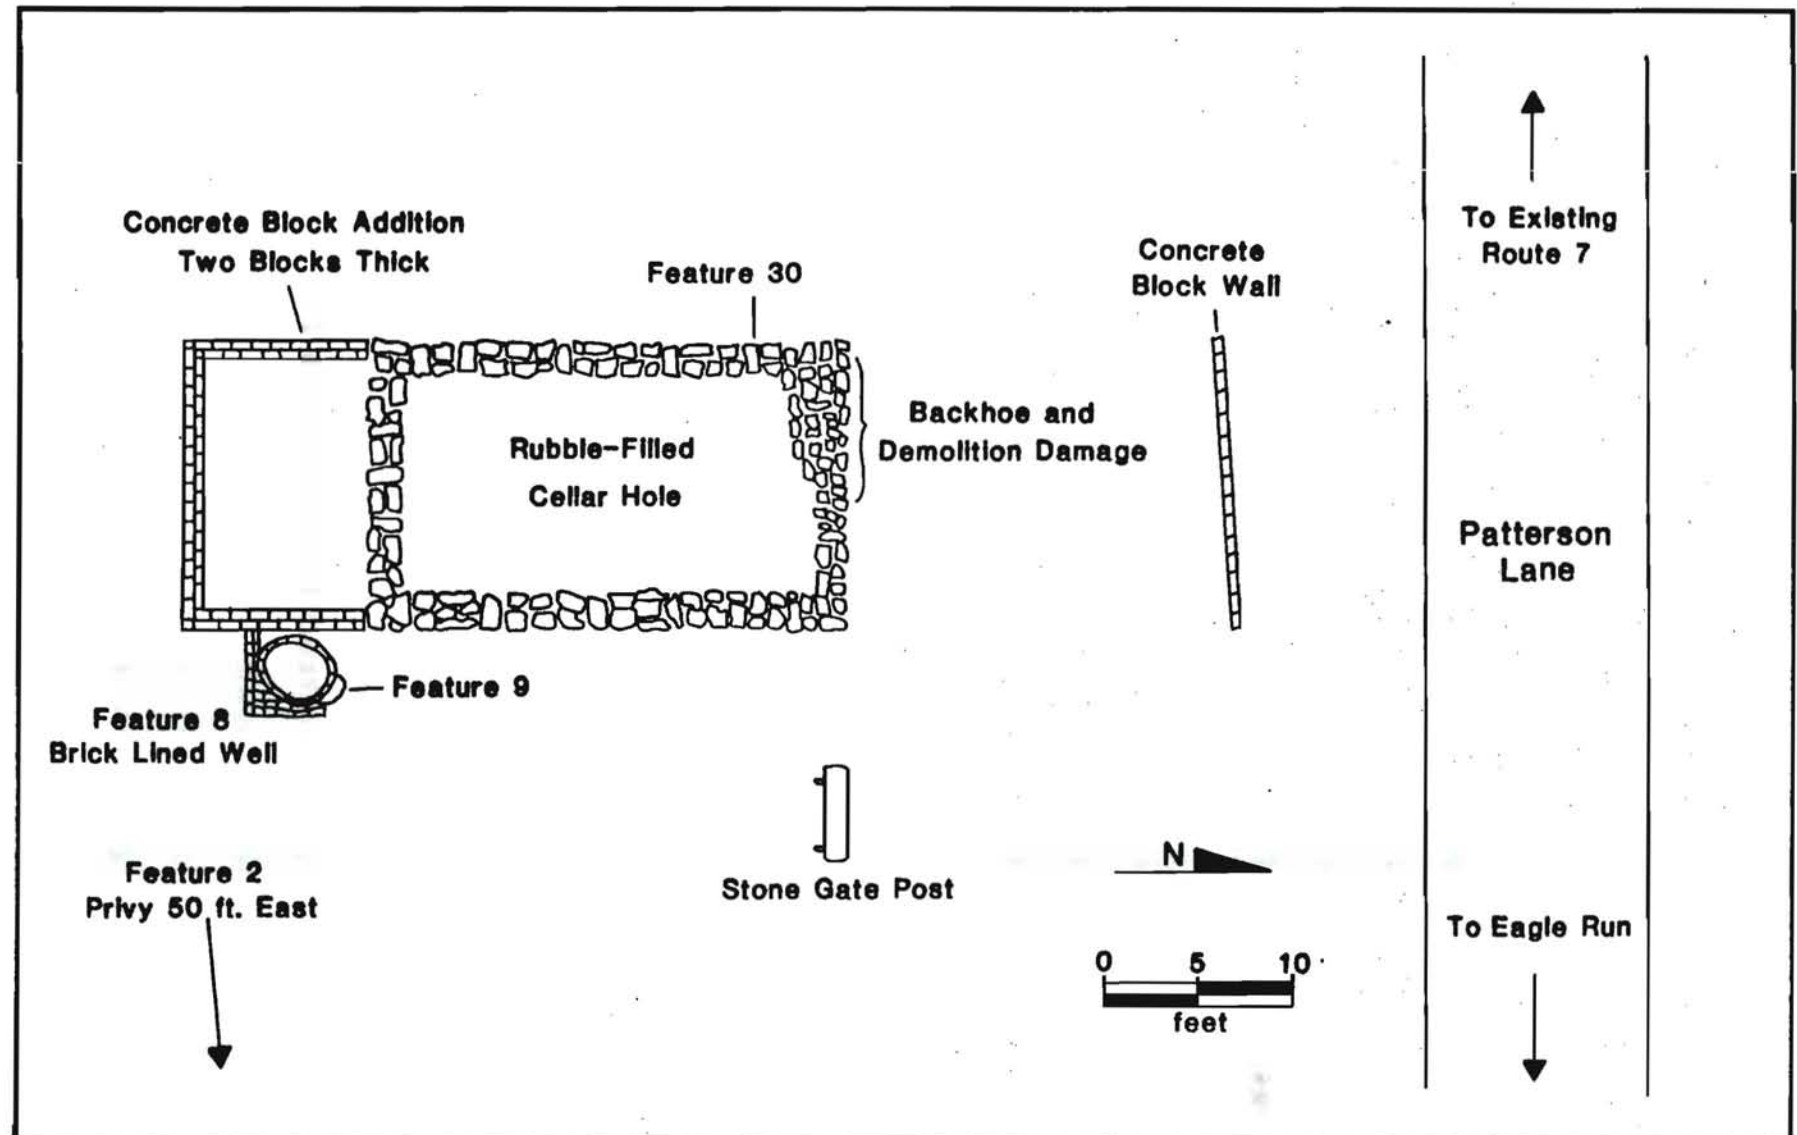 Concrete Block Addition
Two Blocks Thick
Feature 30
Concrete
Block Wall
To Existing
Route 7
Backhoe and
Demolition Damage
Rubble-Filled
Cellar Hole
Patterson
Lane
Feature 9
Feature 8
Brick Lined Well
Feature 2
Privy 50 ft. East
Stone Gate Post
N
To Eagle Run
0 5 10
feet